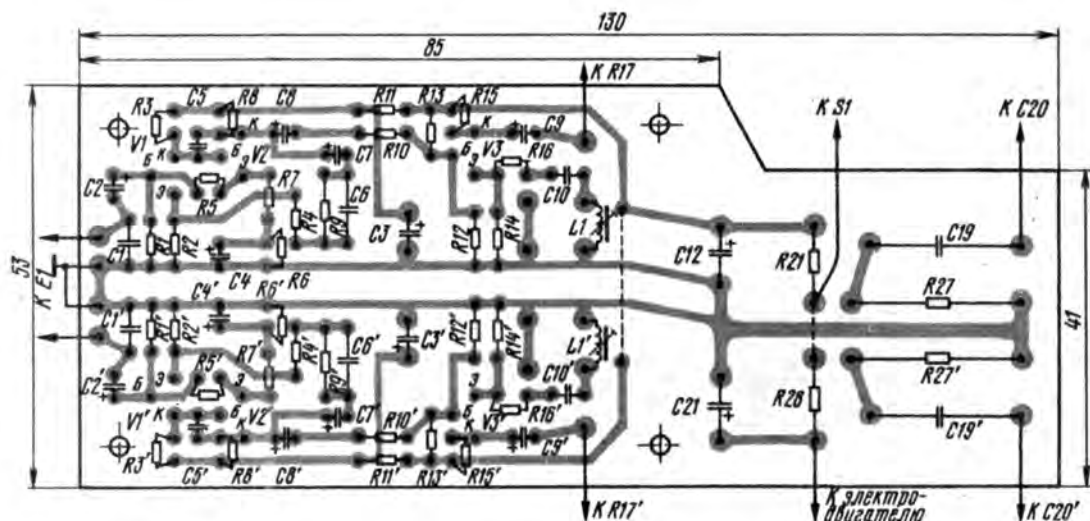 130
85
К R17
К S1
К C20
R3 C5 R8 C8 R11 R13 R15
V1 К Б Б V2 К C7 R10 К V3 R16 C9
C2 Э Э R7 C6 Э C10
R5 R4 R9 C3 L1
C1 R1 R2 R12 R14 C12 R21 C19
C4 R6 R27
53
К E1
41
C4' R6'
C1' R1' R2' R7' R4' C6' C3' R12' R14' L1'
C2' R5' R9' C10' R27'
Б Э Э Э
V1' К Б V2' К C7' R10' Б К V3' R16' C21 R28 C19'
R3' C5' R8' C8' R11' R13' R15' C9'
К R17'
К электро-
двигателю
К C20'